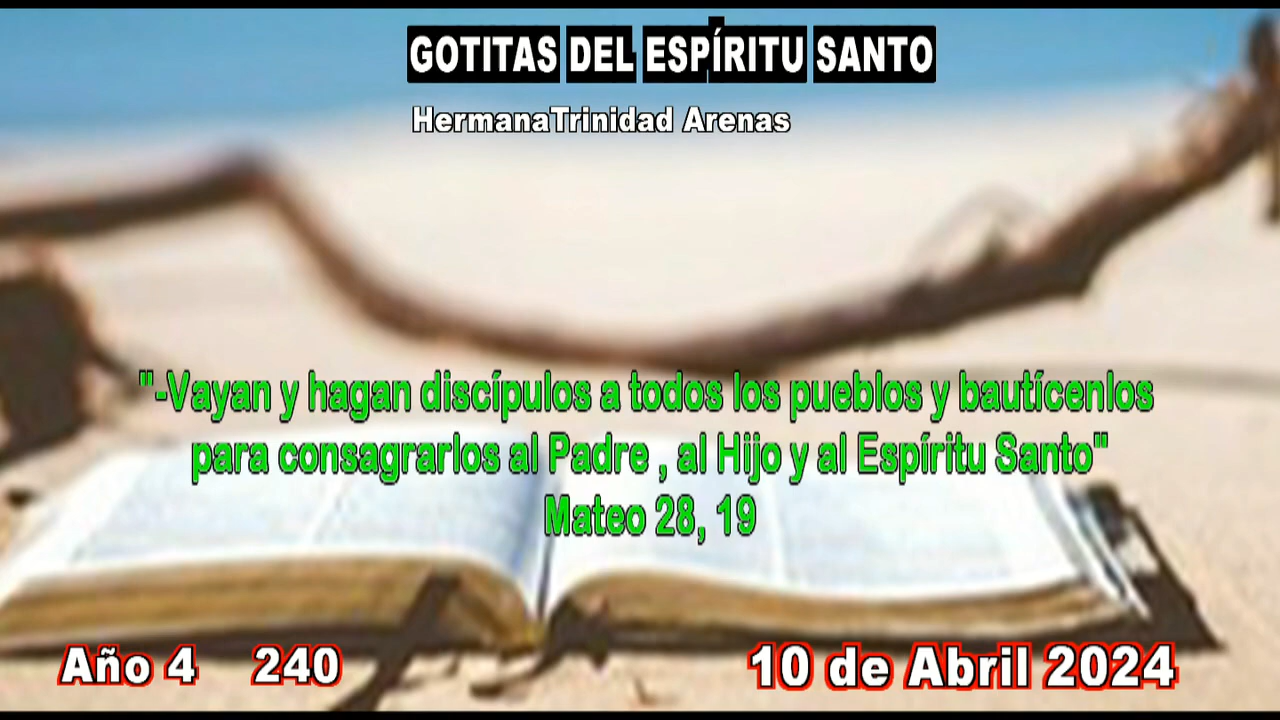 GOTITAS DEL ESPÍRITU SANTO
HermanaTrinidad Arenas
"-Vayan y hagan discípulos a todos los pueblos y bautícenlos
para consagrarlos al Padre , al Hijo y al Espíritu Santo"
Mateo 28, 19
Año 4 240
10 de Abril 2024